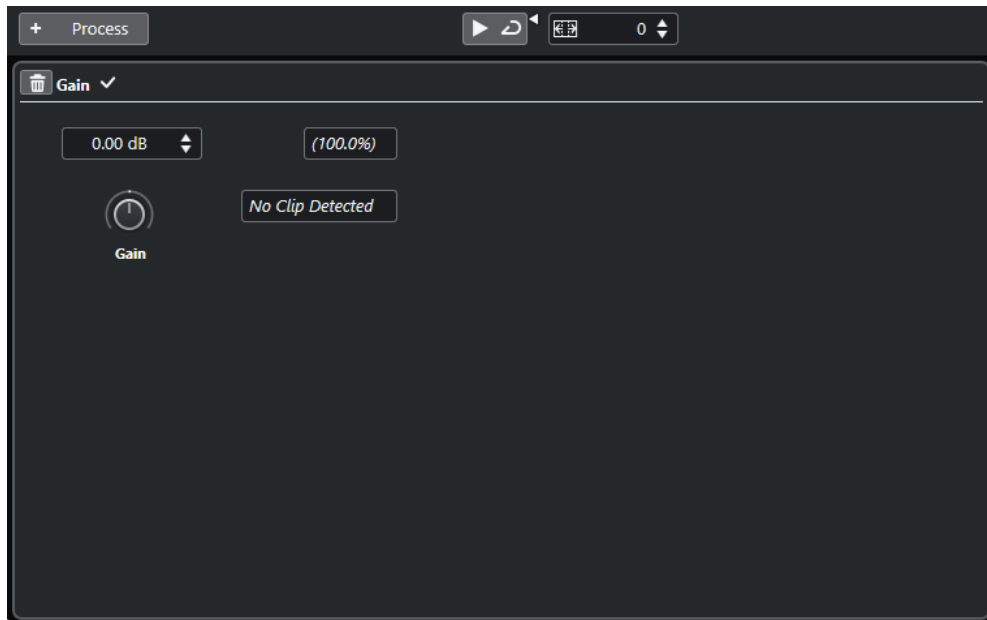 + Process
0
Gain
0.00 dB
(100.0%)
No Clip Detected
Gain